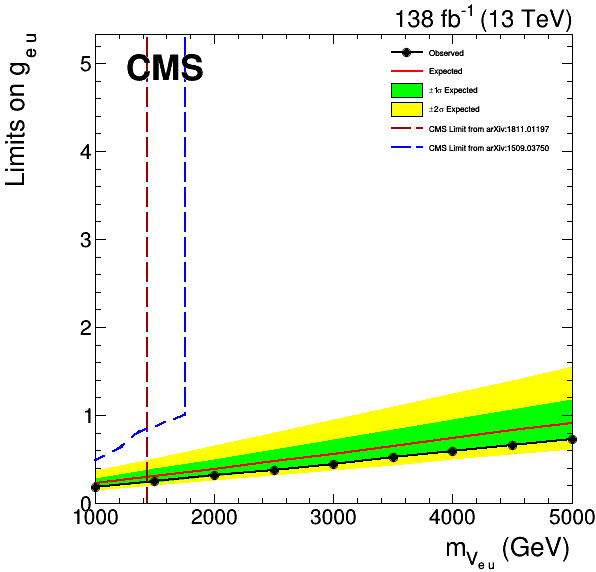 138 fb-1 (13 TeV)
CMS
Observed
Expected
±1σ Expected
±2σ Expected
CMS Limit from arXiv:1811.01197
CMS Limit from arXiv:1509.03750
Limits on g e u
5
4
3
2
1
0
1000 2000 3000 4000 5000
mV e u (GeV)